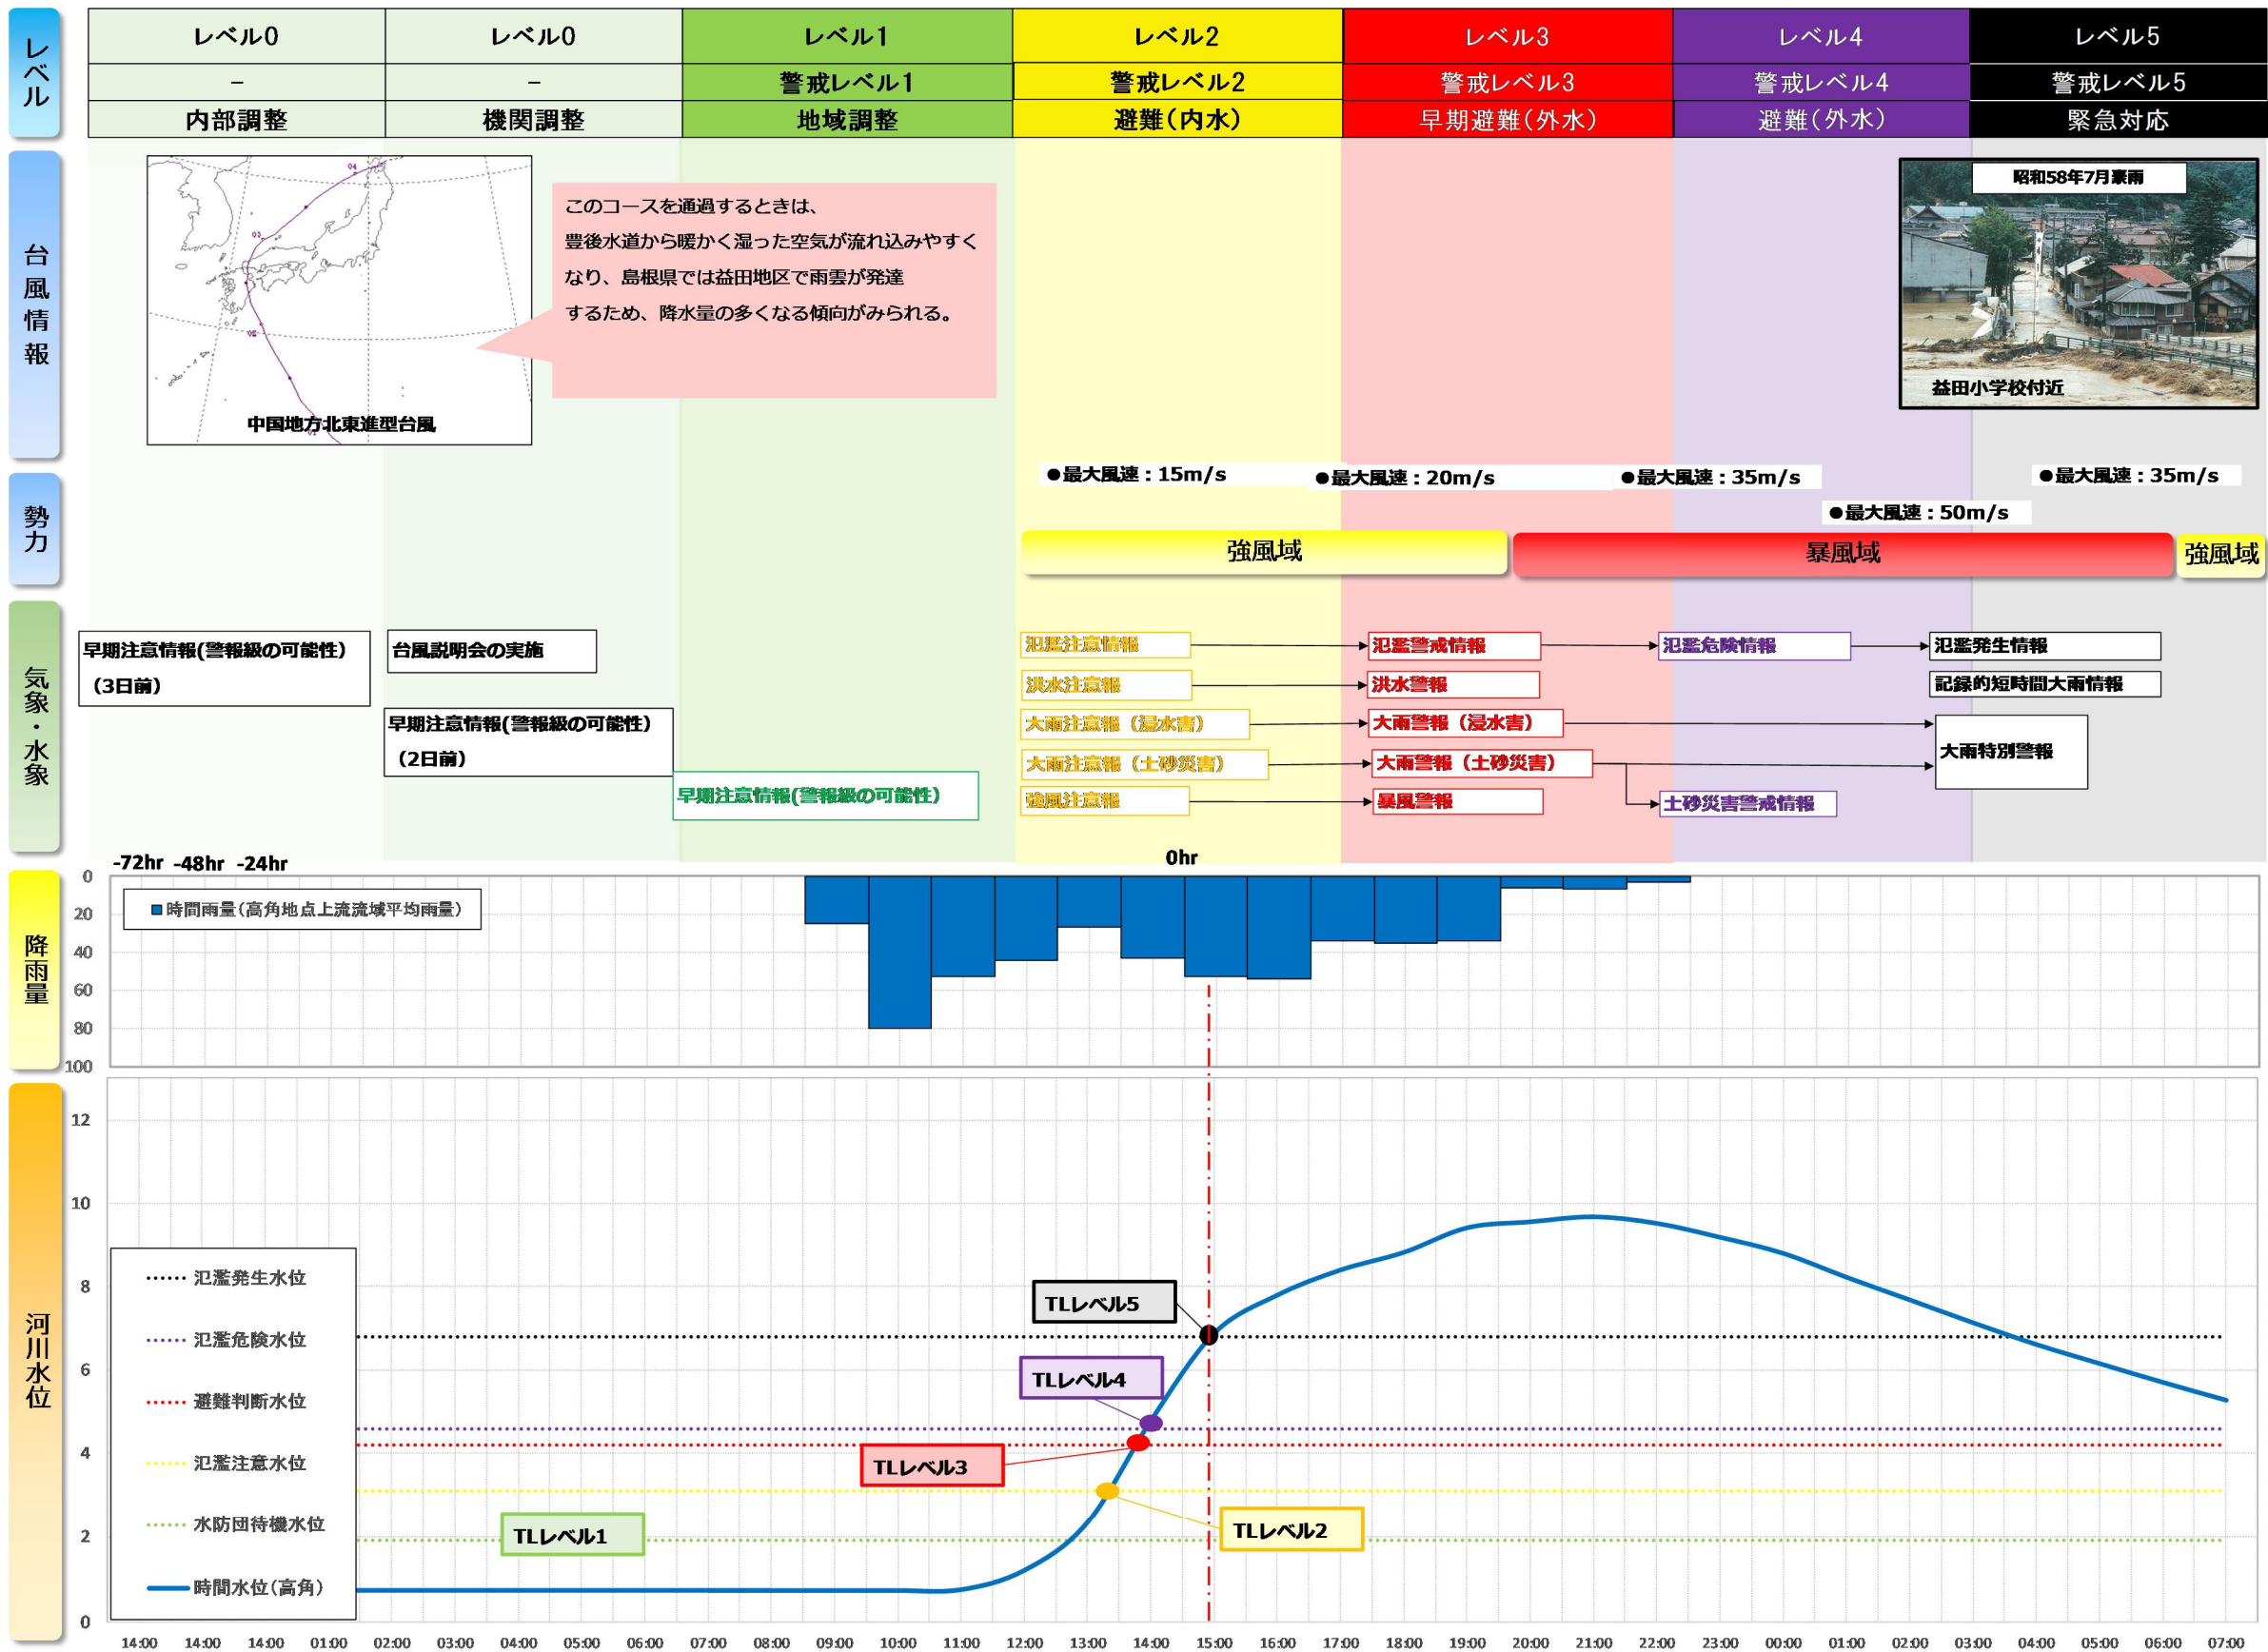 レベル
レベル0
レベル0
レベル1
レベル2
レベル3
レベル4
レベル5
－
－
警戒レベル1
警戒レベル2
警戒レベル3
警戒レベル4
警戒レベル5
内部調整
機関調整
地域調整
避難（内水）
早期避難（外水）
避難（外水）
緊急対応
台風情報
04
03
02
中国地方北東進型台風
このコースを通過するときは、
豊後水道から暖かく湿った空気が流れ込みやすく
なり、島根県では益田地区で雨雲が発達
するため、降水量の多くなる傾向がみられる。
昭和58年7月豪雨
益田小学校付近
勢力
●最大風速：15m/s
●最大風速：20m/s
●最大風速：35m/s
●最大風速：35m/s
●最大風速：50m/s
強風域
暴風域
強風域
気象・水象
早期注意情報(警報級の可能性）
（3日前）
台風説明会の実施
早期注意情報(警報級の可能性）
（2日前）
早期注意情報(警報級の可能性）
氾濫注意情報
氾濫警戒情報
氾濫危険情報
氾濫発生情報
洪水注意報
洪水警報
記録的短時間大雨情報
大雨注意報（浸水害）
大雨警報（浸水害）
大雨特別警報
大雨注意報（土砂災害）
大雨警報（土砂災害）
強風注意報
暴風警報
土砂災害警戒情報
-72hr
-48hr
-24hr
0hr
降雨量
0
20
40
60
80
100
時間雨量（高角地点上流流域平均雨量）
河川水位
12
10
8
6
4
2
0
氾濫発生水位
氾濫危険水位
避難判断水位
氾濫注意水位
水防団待機水位
時間水位（高角）
TLレベル5
TLレベル4
TLレベル3
TLレベル2
TLレベル1
14:00 14:00 14:00 01:00 02:00 03:00 04:00 05:00 06:00 07:00 08:00 09:00 10:00 11:00 12:00 13:00 14:00 15:00 16:00 17:00 18:00 19:00 20:00 21:00 22:00 23:00 00:00 01:00 02:00 03:00 04:00 05:00 06:00 07:00